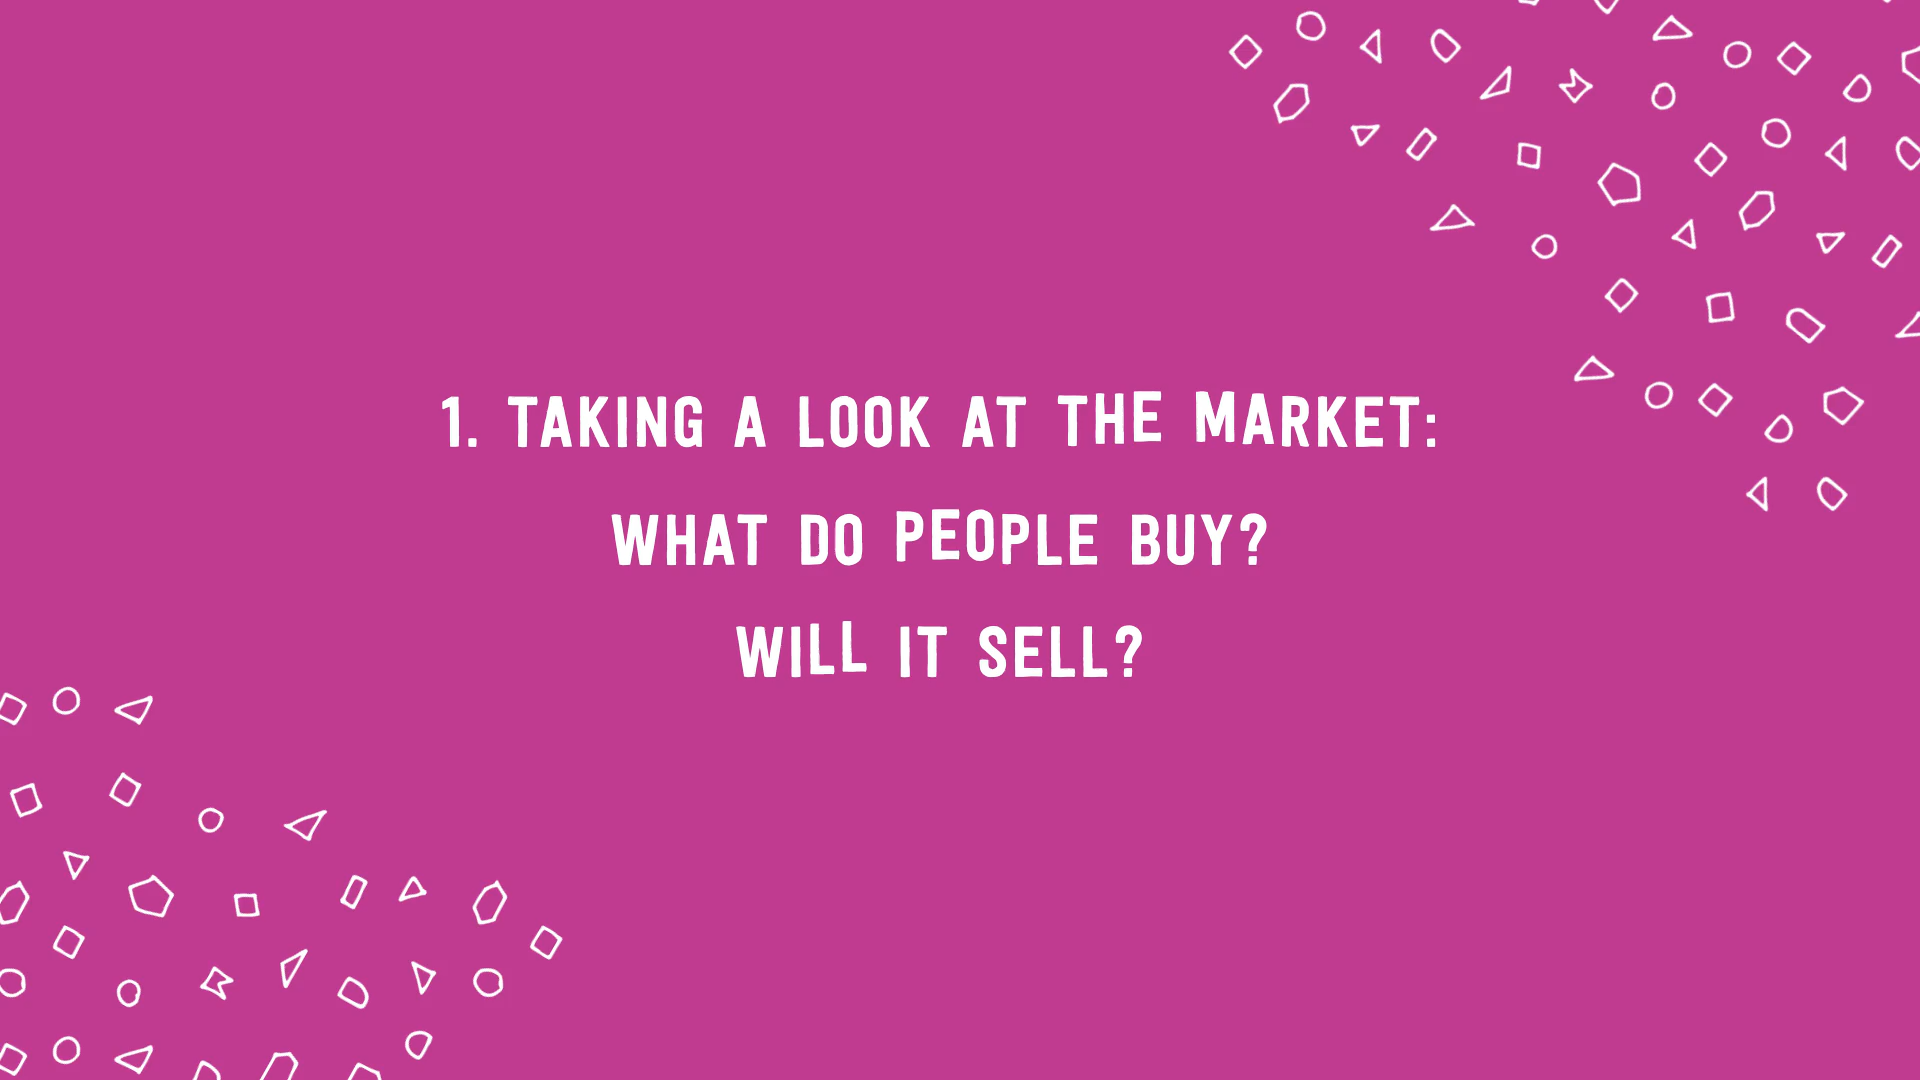 1. TAKING A LOOK AT THE MARKET:
WHAT DO PEOPLE BUY?
WILL IT SELL?